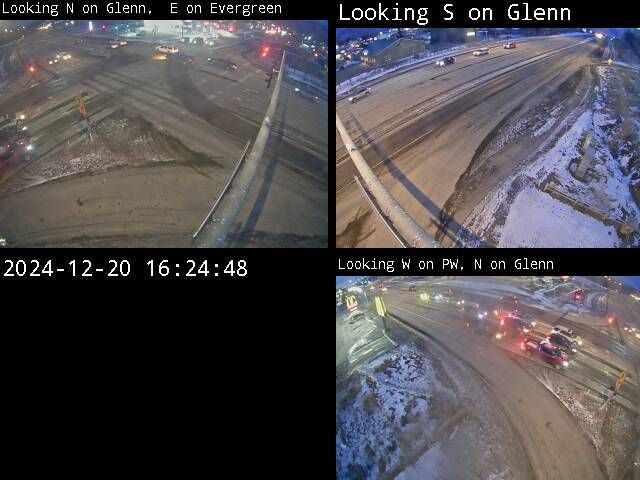 Looking N on Glenn,  E on Evergreen
Looking S on Glenn
2024-12-20 16:24:48
Looking W on PW, N on Glenn